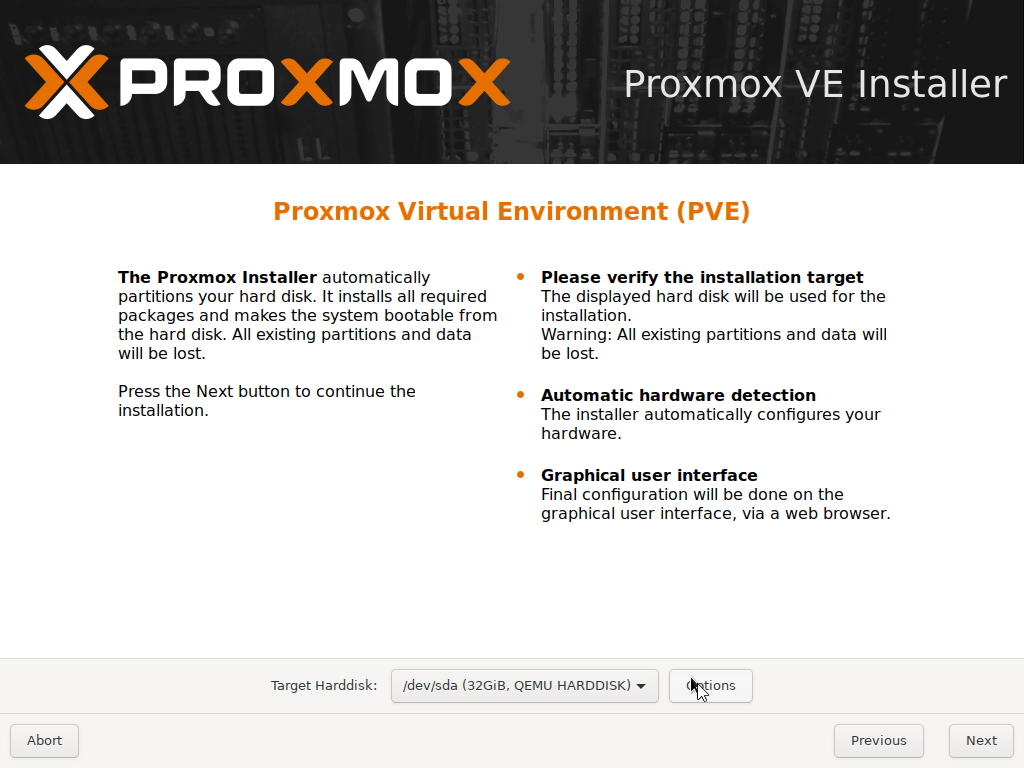 PROXMOX
Proxmox VE Installer
Proxmox Virtual Environment (PVE)
The Proxmox Installer automatically
partitions your hard disk. It installs all required
packages and makes the system bootable from
the hard disk. All existing partitions and data
will be lost.
Press the Next button to continue the
installation.
Please verify the installation target
The displayed hard disk will be used for the
installation.
Warning: All existing partitions and data will
be lost.
Automatic hardware detection
The installer automatically configures your
hardware.
Graphical user interface
Final configuration will be done on the
graphical user interface, via a web browser.
Target Harddisk:
/dev/sda (32GiB, QEMU HARDDISK)
Options
Abort
Previous
Next